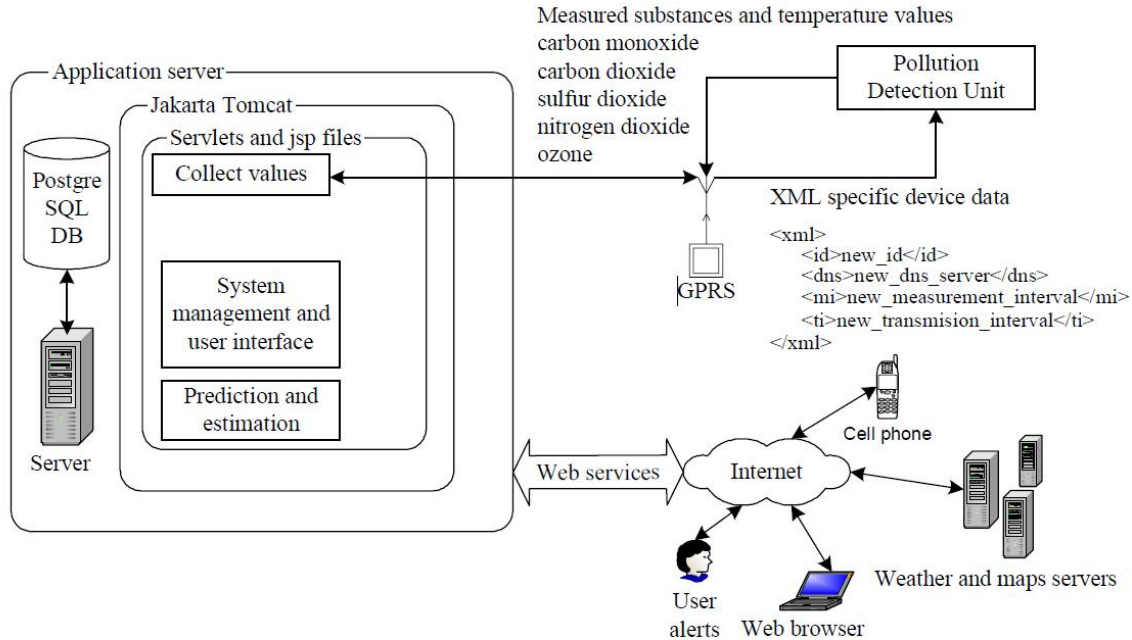 Measured substances and temperature values
carbon monoxide
carbon dioxide
sulfur dioxide
nitrogen dioxide
ozone
Pollution
Detection Unit
Application server
Jakarta Tomcat
Servlets and jsp files
Collect values
Postgre
SQL
DB
System
management and
user interface
Prediction and
estimation
Server
GPRS
XML specific device data
<xml>
<id>new_id</id>
<dns>new_dns_server</dns>
<mi>new_measurement_interval</mi>
<ti>new_transmision_interval</ti>
</xml>
Cell phone
Web services
Internet
Weather and maps servers
User
alerts
Web browser